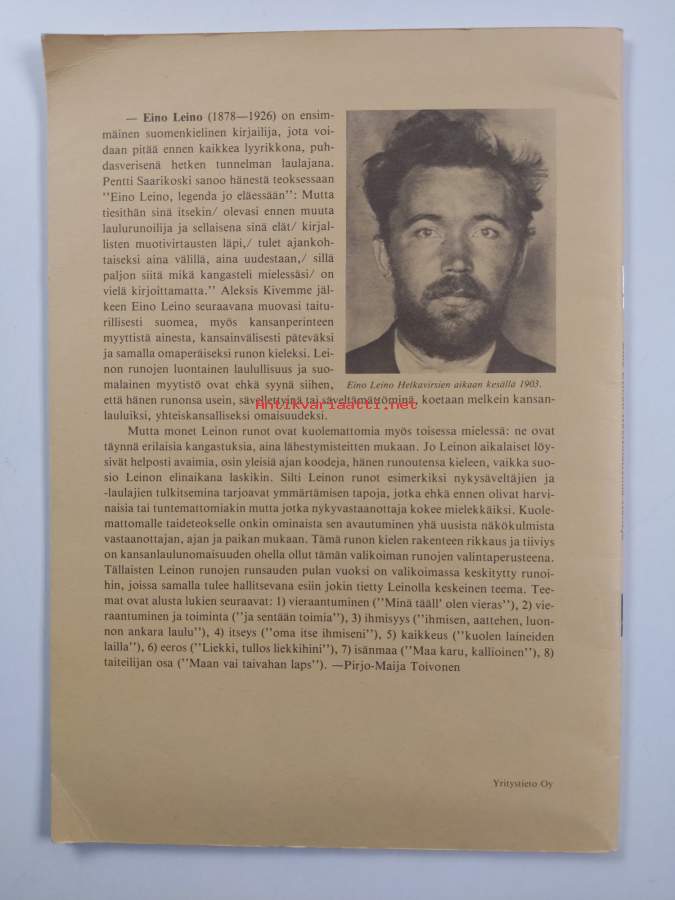 — Eino Leino (1878—1926) on ensim-
mäinen suomenkielinen kirjailija, jota voi-
daan pitää ennen kaikkea lyyrikkona, puh-
dasverisenä hetken tunnelman laulajana.
Pentti Saarikoski sanoo hänestä teoksessaan
''Eino Leino, legenda jo eläessään'': Mutta
tiesithän sinä itsekin/ olevasi ennen muuta
laulurunoilija ja sellaisena sinä elät/ kirjal-
listen muotivirtausten läpi,/ tulet ajankoh-
taiseksi aina välillä, aina uudestaan,/ sillä
paljon siitä mikä kangasteli mielessäsi/ on
vielä kirjoittamatta.'' Aleksis Kivemme jäl-
keen Eino Leino seuraavana muovasi taitu-
rillisesti suomea, myös kansanperinteen
myyttistä ainesta, kansainvälisesti päteväksi
ja samalla omaperäiseksi runon kieleksi. Lei-
non runojen luontainen laulullisuus ja suo-
malainen myytistö ovat ehkä syynä siihen,
Eino Leino Helkavirsien aikaan kesällä 1903.
että hänen runonsa usein, sävellettyinä tai säveltämättöminä, koetaan melkein kansan-
Antikvariaatti.net
lauluiksi, yhteiskansalliseksi omaisuudeksi.
Mutta monet Leinon runot ovat kuolemattomia myös toisessa mielessä: ne ovat
täynnä erilaisia kangastuksia, aina lähestymisteitten mukaan. Jo Leinon aikalaiset löy-
sivät helposti avaimia, osin yleisiä ajan koodeja, hänen runoutensa kieleen, vaikka suo-
sio Leinon elinaikana laskikin. Silti Leinon runot esimerkiksi nykysäveltäjien ja
-laulajien tulkitsemina tarjoavat ymmärtämisen tapoja, jotka ehkä ennen olivat harvi-
naisia tai tuntemattomiakin mutta jotka nykyvastaanottaja kokee mielekkäiksi. Kuole-
mattomalle taideteokselle onkin ominaista sen avautuminen yhä uusista näkökulmista
vastaanottajan, ajan ja paikan mukaan. Tämä runon kielen rakenteen rikkaus ja tiiviys
on kansanlaulunomaisuuden ohella ollut tämän valikoiman runojen valintaperusteena.
Tällaisten Leinon runojen runsauden pulan vuoksi on valikoimassa keskitytty runoi-
hin, joissa samalla tulee hallitsevana esiin jokin tietty Leinolla keskeinen teema. Tee-
mat ovat alusta lukien seuraavat: 1) vieraantuminen (''Minä tääll' olen vieras''), 2) vie-
raantuminen ja toiminta (''ja sentään toimia''), 3) ihmisyys (''ihmisen, aattehen, luon-
non ankara laulu''), 4) itseys (''oma itse ihmiseni''), 5) kaikkeus (''kuolen laineiden
lailla''), 6) eeros (''Liekki, tullos liekkihini''), 7) isänmaa (''Maa karu, kallioinen''), 8)
taiteilijan osa (''Maan vai taivahan laps''). —Pirjo-Maija Toivonen
Yritystieto Oy